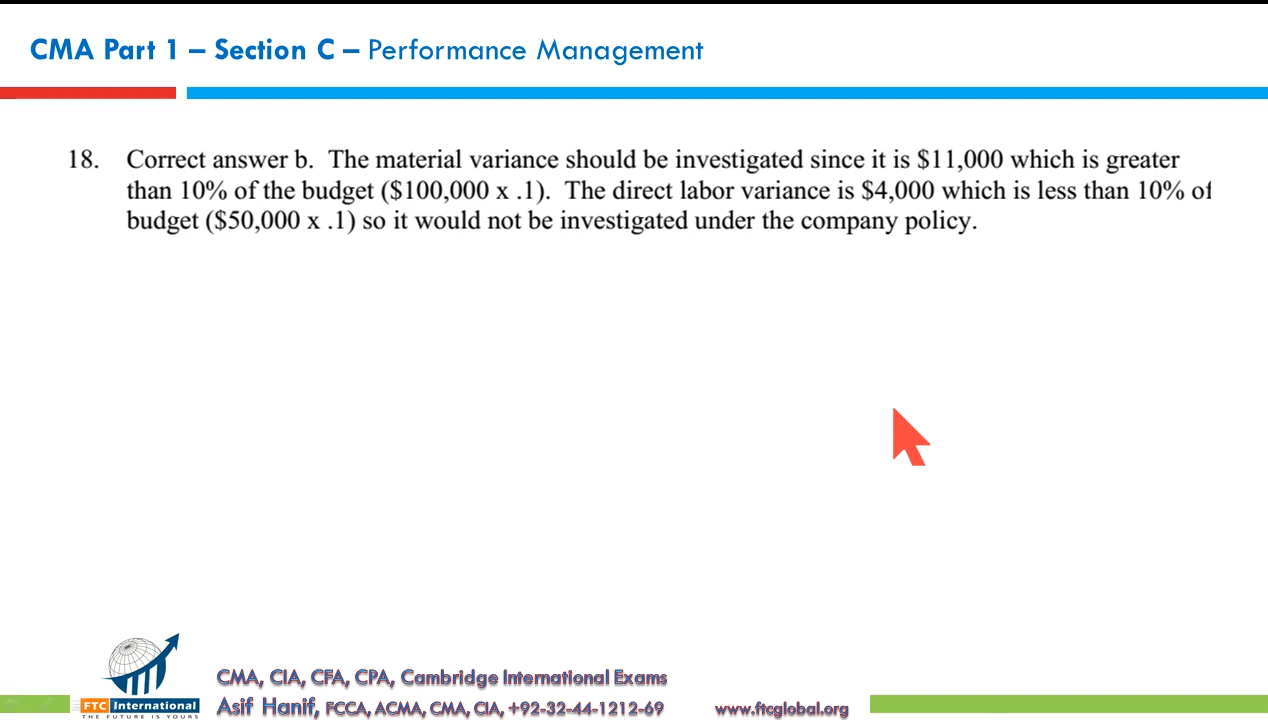 CMA Part 1 – Section C – Performance Management
18. Correct answer b. The material variance should be investigated since it is $11,000 which is greater
than 10% of the budget ($100,000 x .1). The direct labor variance is $4,000 which is less than 10% of
budget ($50,000 x .1) so it would not be investigated under the company policy.
CMA, CIA, CFA, CPA, Cambridge International Exams
FTC International
THE FUTURE IS YOURS
Asif Hanif, FCCA, ACMA, CMA, CIA, +92-32-44-1212-69 www.ftcglobal.org